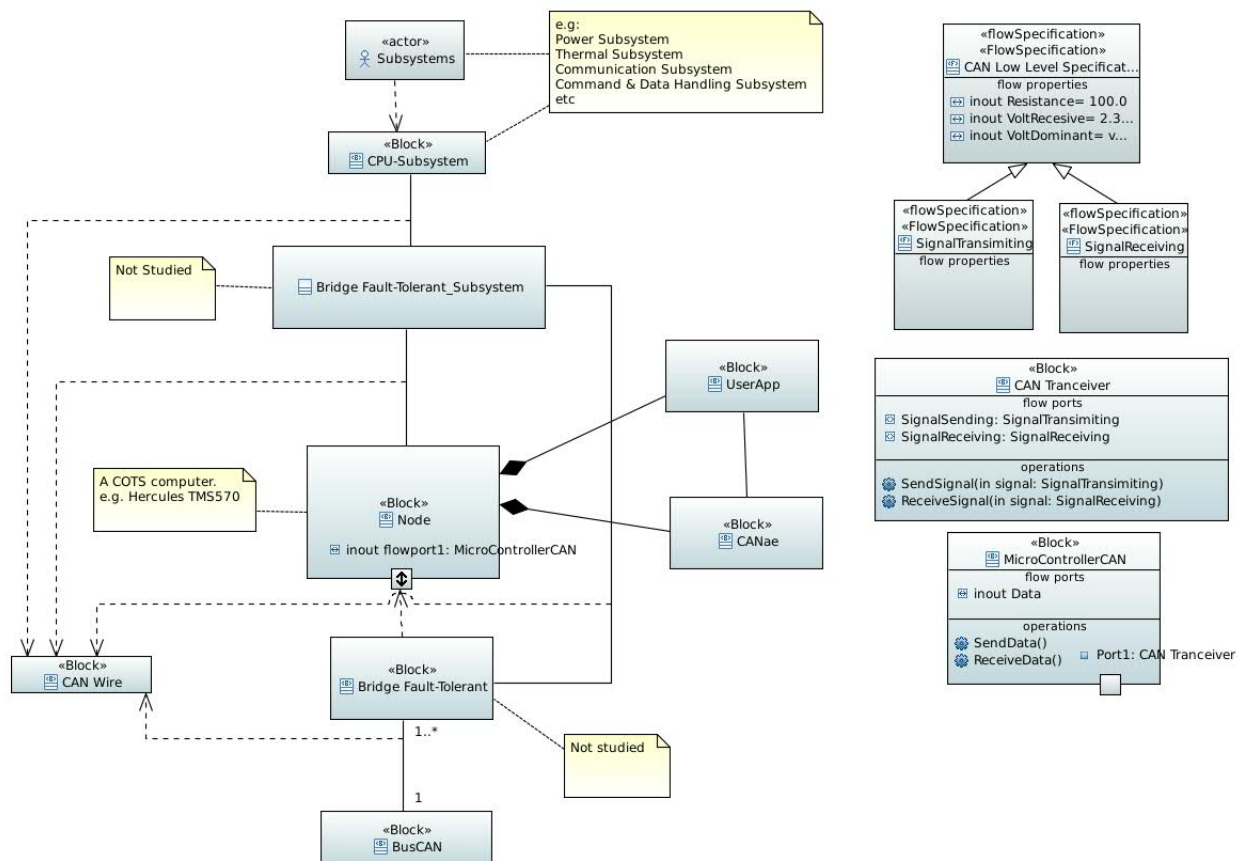 «actor»
Subsystems
e.g:
Power Subsystem
Thermal Subsystem
Communication Subsystem
Command & Data Handling Subsystem
etc
«Block»
CPU-Subsystem
Not Studied
Bridge Fault-Tolerant_Subsystem
«Block»
UserApp
A COTS computer.
e.g. Hercules TMS570
«Block»
Node
inout flowport1: MicroControllerCAN
«Block»
CANae
«Block»
CAN Wire
«Block»
Bridge Fault-Tolerant
1..*
Not studied
1
«Block»
BusCAN
«flowSpecification»
«FlowSpecification»
CAN Low Level Specificat...
flow properties
inout Resistance= 100.0
inout VoltRecesive= 2.3...
inout VoltDominant= v...
«flowSpecification»
«FlowSpecification»
SignalTransimiting
flow properties
«flowSpecification»
«FlowSpecification»
SignalReceiving
flow properties
«Block»
CAN Tranceiver
flow ports
SignalSending: SignalTransimiting
SignalReceiving: SignalReceiving
operations
SendSignal(in signal: SignalTransimiting)
ReceiveSignal(in signal: SignalReceiving)
«Block»
MicroControllerCAN
flow ports
inout Data
operations
SendData()
ReceiveData()
Port1: CAN Tranceiver